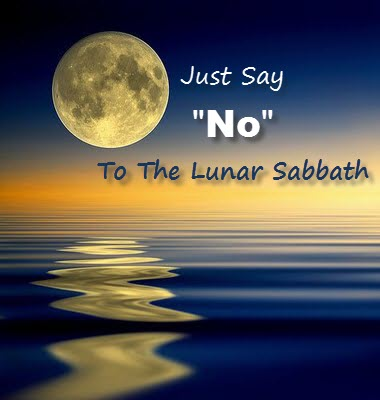 Just Say
"No"
To The Lunar Sabbath